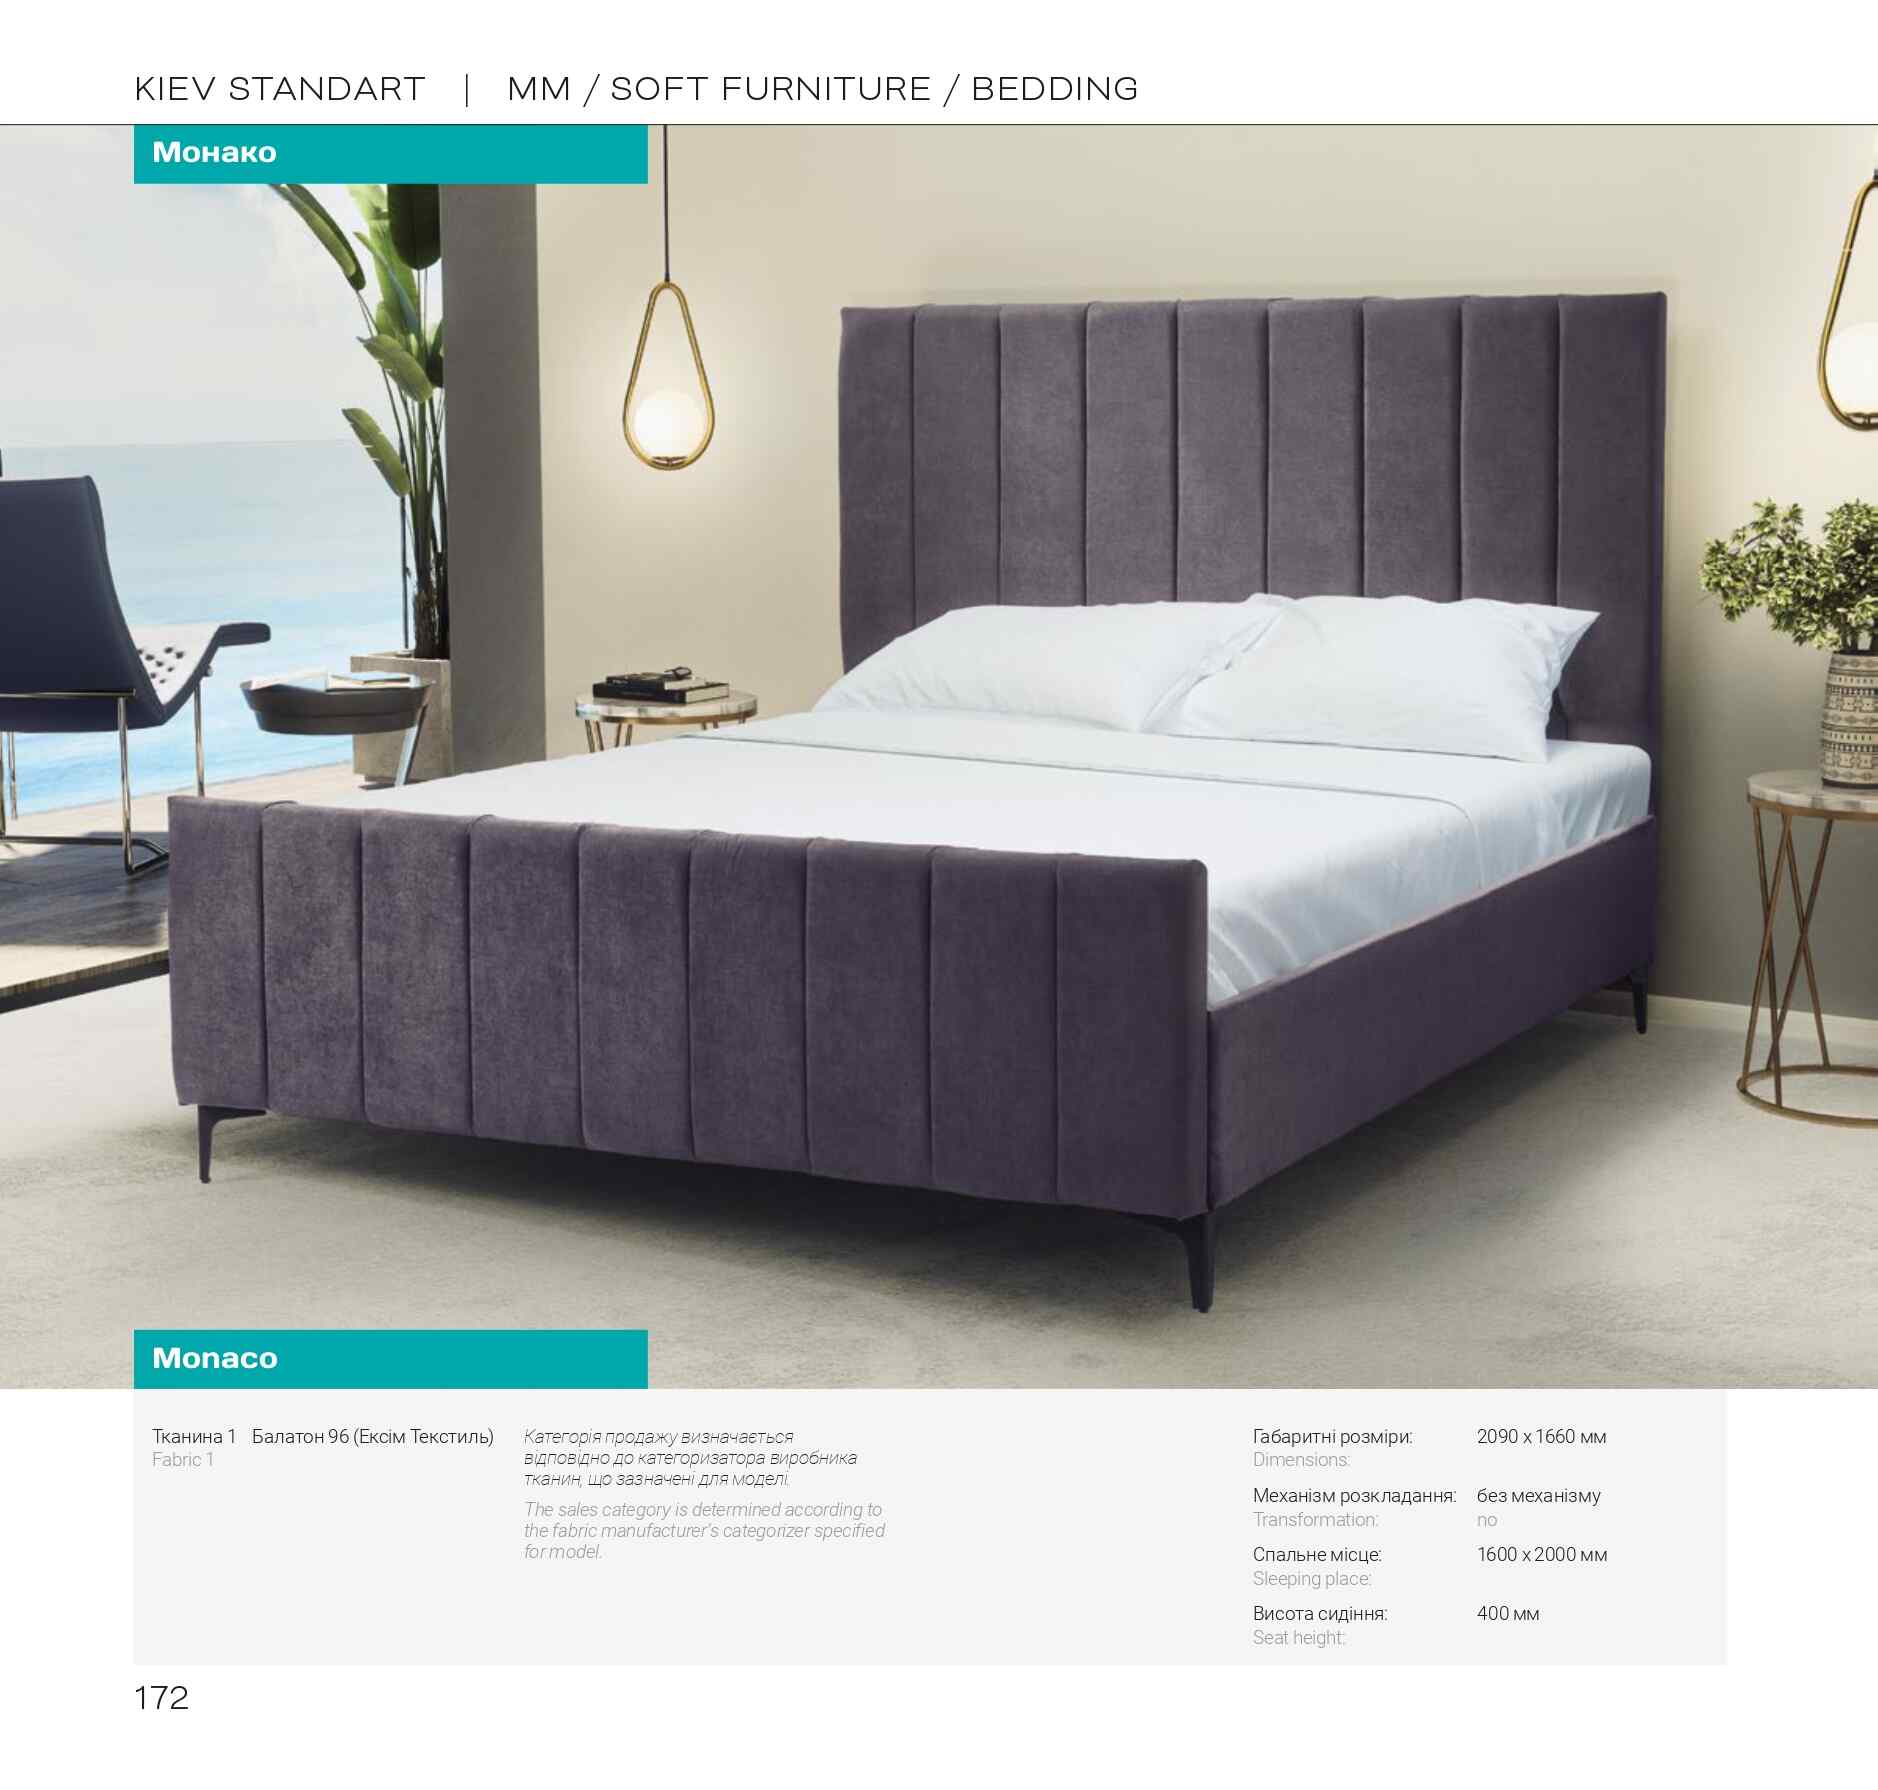 KIEV STANDART | MM / SOFT FURNITURE / BEDDING
Монако
Monaco
Тканина 1 Балатон 96 (Ексім Текстиль)
Fabric 1
Категорія продажу визначається
відповідно до категоризатора виробника
тканин, що зазначені для моделі.
The sales category is determined according to
the fabric manufacturer's categorizer specified
for model.
Габаритні розміри: 2090 х 1660 мм
Dimensions:
Механізм розкладання: без механізму
Transformation: no
Спальне місце: 1600 х 2000 мм
Sleeping place:
Висота сидіння: 400 мм
Seat height:
172